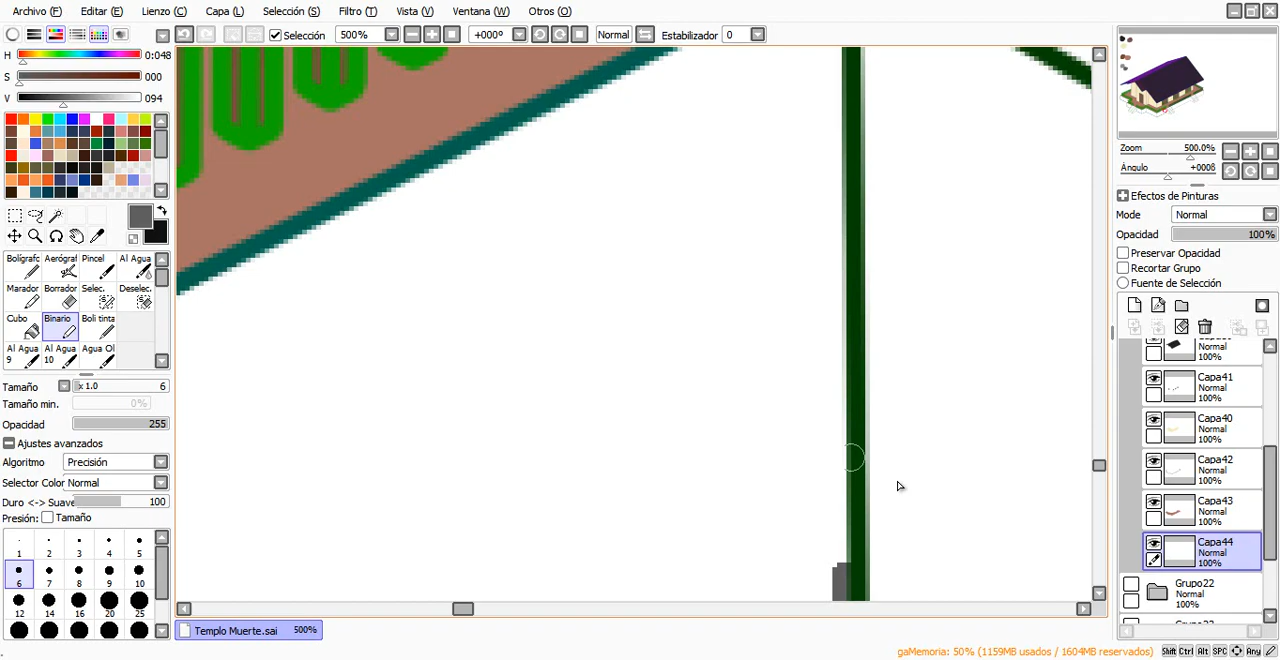 Archivo (F) Editar (E) Lienzo (C) Capa (L) Selección (S) Filtro (T) Vista (V) Ventana (W) Otros (O)
Selección 500% +000º Normal Estabilizador 0
H 0:048
S 000
V 094
Zoom 500.0%
Ángulo +0008
Efectos de Pinturas
Modo Normal
Opacidad 100%
Preservar Opacidad
Recortar Grupo
Fuente de Selección
Bolígrafo Aerógraf Pincel Al Agua
Marador Borrador Selec. Deselec.
Cubo Binario Boli tinta
Al Agua 9 Al Agua 10 Agua Ol
Tamaño x 1.0 6
Tamaño min. 0%
Opacidad 255
Ajustes avanzados
Algoritmo Precisión
Selector Color Normal
Duro <-> Suave 100
Presión: Tamaño
1 2 3 4 5
6 7 8 9 10
12 14 16 20 25
Normal
100%
Capa41
Normal
100%
Capa40
Normal
100%
Capa42
Normal
100%
Capa43
Normal
100%
Capa44
Normal
100%
Grupo22
Normal
100%
Templo Muerte.sai 500%
gaMemoria: 50% (1159MB usados / 1604MB reservados) Shift Ctrl Alt SPC Any